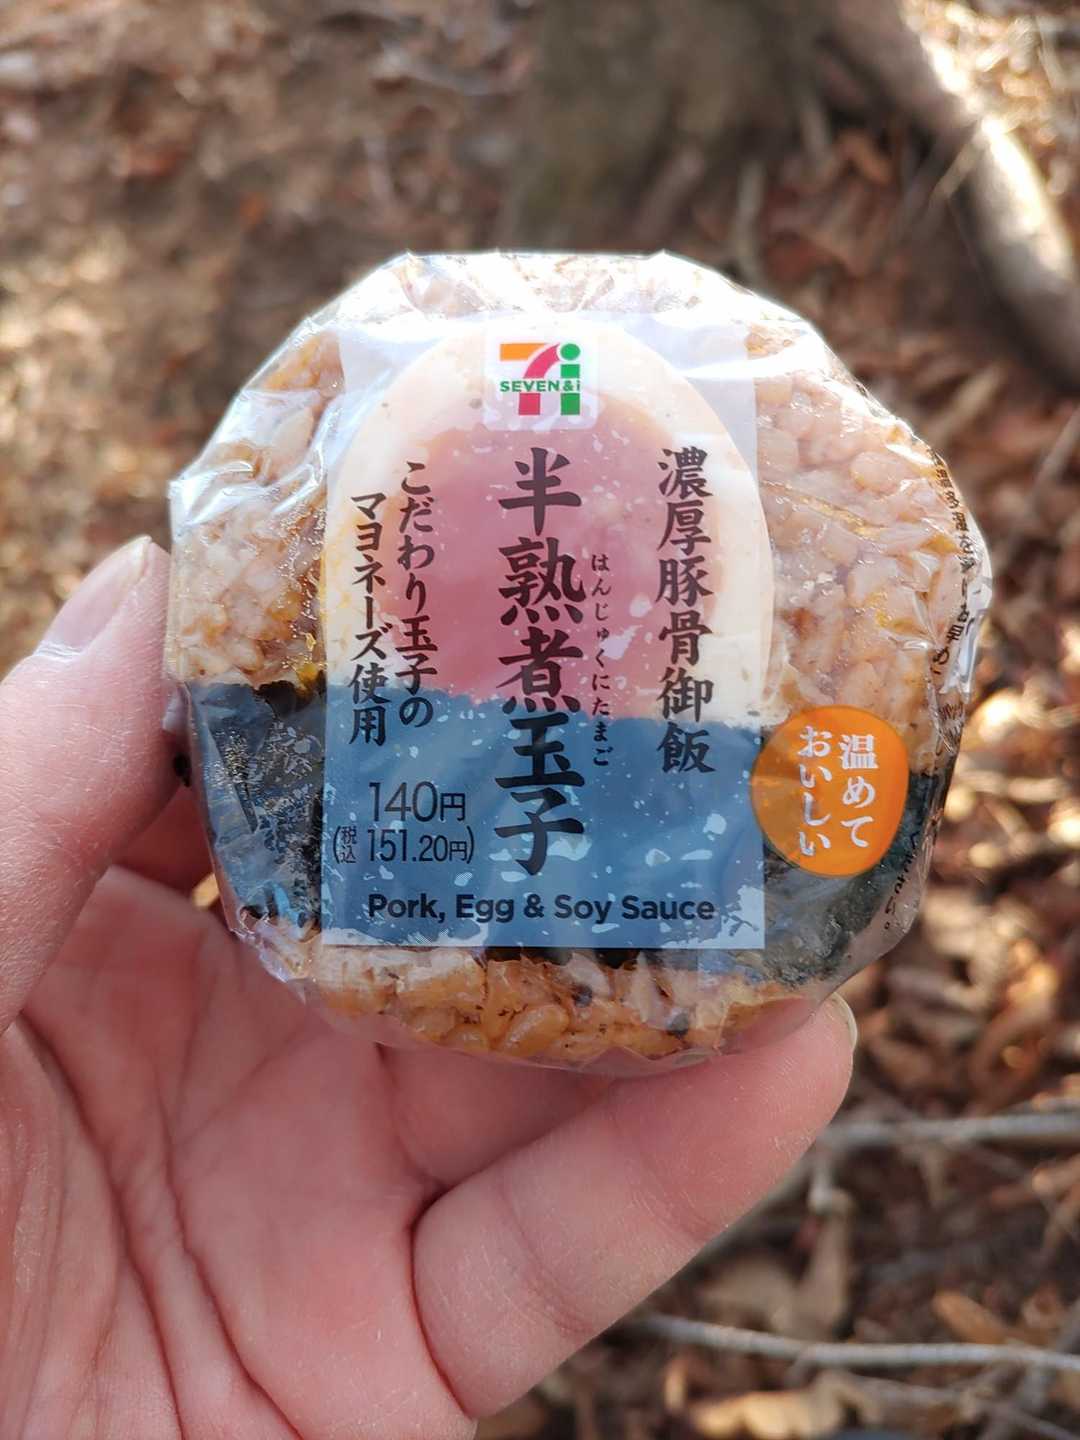 SEVEN&i
濃厚豚骨御飯
半熟煮玉子
はんじゅくにたまご
こだわり玉子の
マヨネーズ使用
140円
(税込 151.20円)
Pork, Egg & Soy Sauce
温めて
おいしい